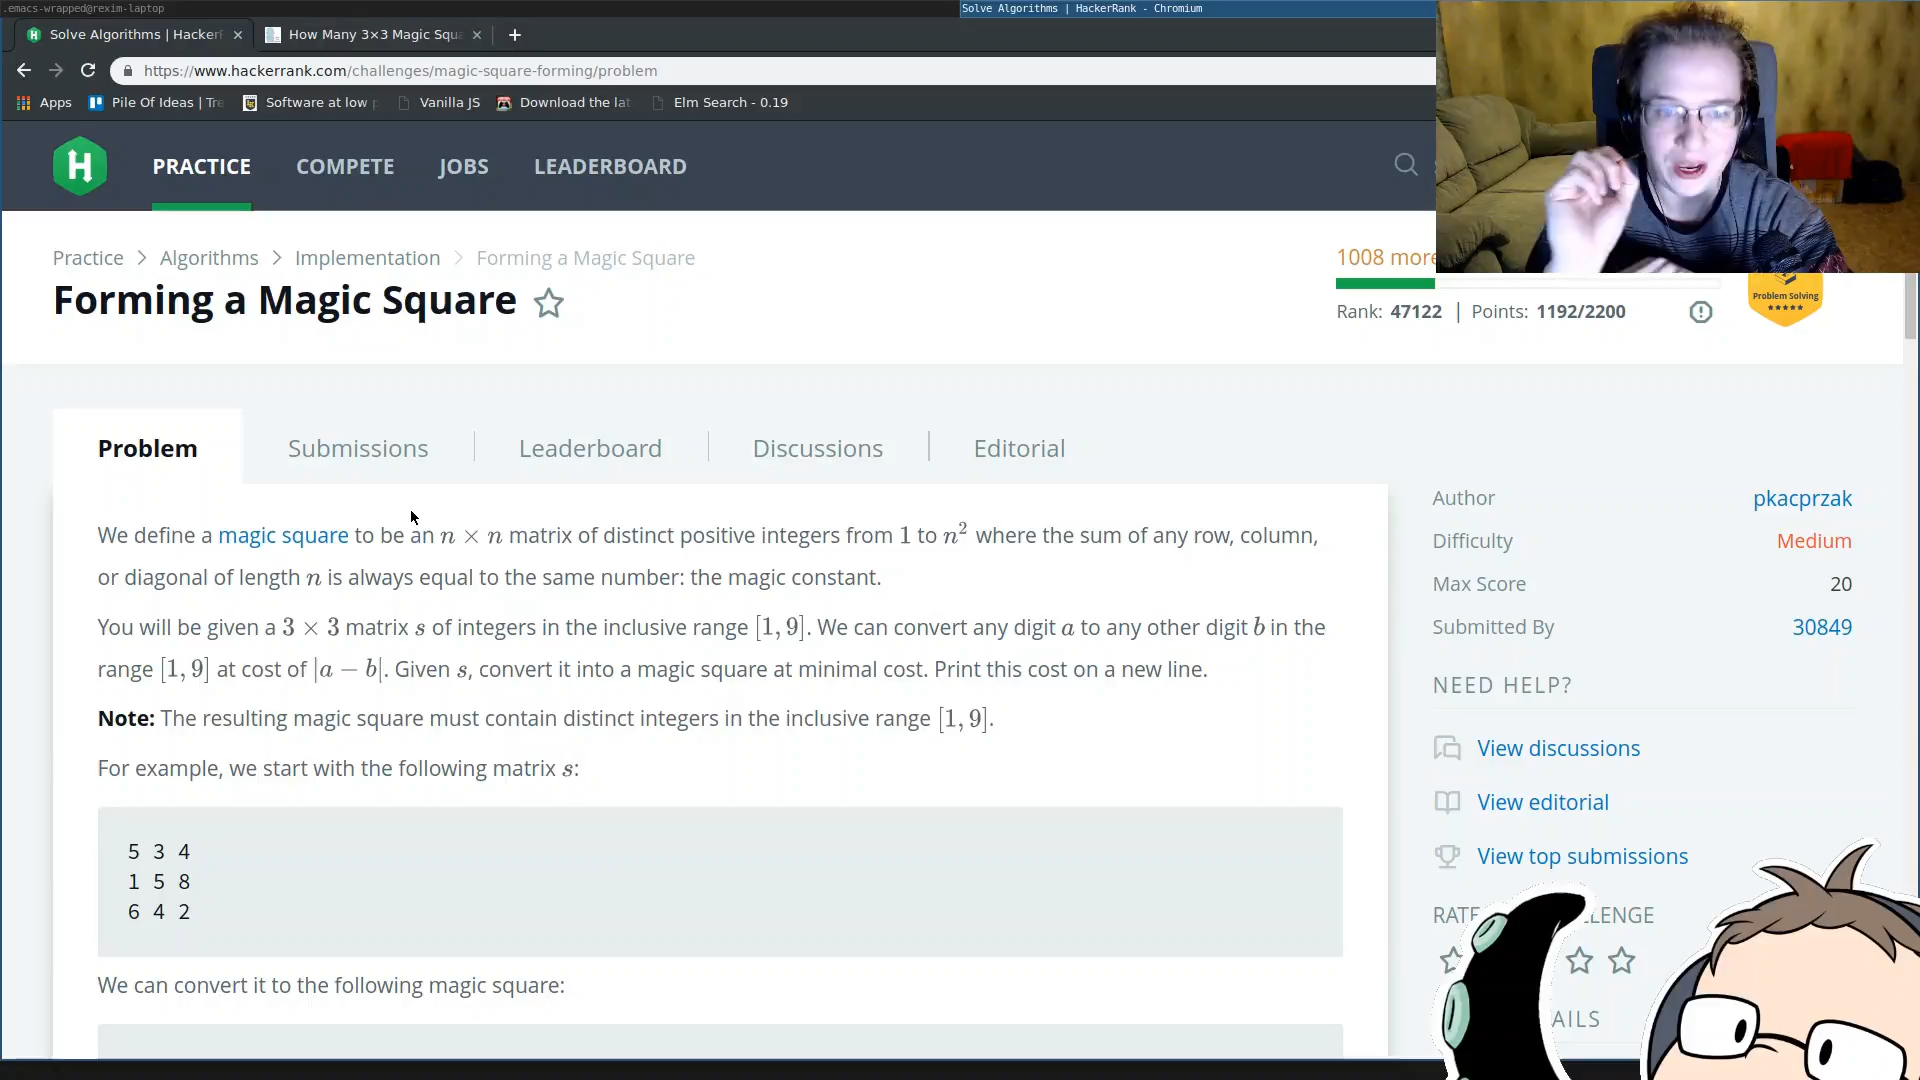 .emacs-wrapped@rexim-laptop
Solve Algorithms | HackerRank - Chromium
Solve Algorithms | Hacker
How Many 3×3 Magic Squ
https://www.hackerrank.com/challenges/magic-square-forming/problem
Apps
Pile Of Ideas | Tre
Software at low
Vanilla JS
Download the lat
Elm Search - 0.19
PRACTICE
COMPETE
JOBS
LEADERBOARD
Practice > Algorithms > Implementation > Forming a Magic Square
1008 more
Forming a Magic Square
Rank: 47122 | Points: 1192/2200
Problem Solving
Problem
Submissions
Leaderboard
Discussions
Editorial
We define a magic square to be an n × n matrix of distinct positive integers from 1 to n² where the sum of any row, column,
or diagonal of length n is always equal to the same number: the magic constant.
You will be given a 3 × 3 matrix s of integers in the inclusive range [1, 9]. We can convert any digit a to any other digit b in the
range [1, 9] at cost of |a − b|. Given s, convert it into a magic square at minimal cost. Print this cost on a new line.
Note: The resulting magic square must contain distinct integers in the inclusive range [1, 9].
For example, we start with the following matrix s:
5 3 4
1 5 8
6 4 2
We can convert it to the following magic square:
Author pkacprzak
Difficulty Medium
Max Score 20
Submitted By 30849
NEED HELP?
View discussions
View editorial
View top submissions
RATE LENGE
AILS